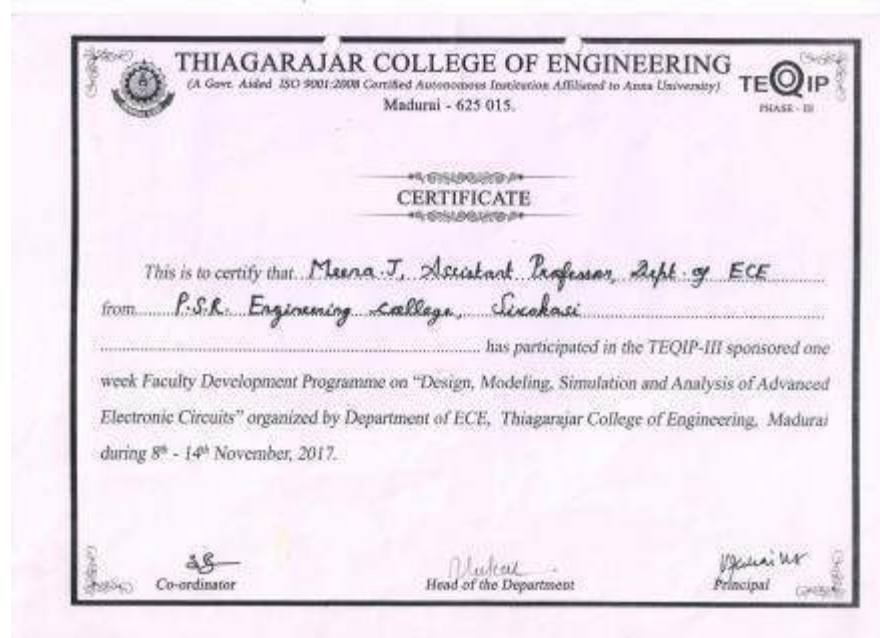 THIAGARAJAR COLLEGE OF ENGINEERING
(A Govt. Aided ISO 9001:2008 Certified Autonomous Institution Affiliated to Anna University)
Madurai - 625 015.
TEQIP
PHASE - III
CERTIFICATE
This is to certify that Meena.J, Assistant Professor, Dept. of ECE
from P.S.R. Engineering College, Sivakasi
has participated in the TEQIP-III sponsored one
week Faculty Development Programme on "Design, Modeling, Simulation and Analysis of Advanced
Electronic Circuits" organized by Department of ECE, Thiagarajar College of Engineering, Madurai
during 8th - 14th November, 2017.
Co-ordinator
Head of the Department
Principal